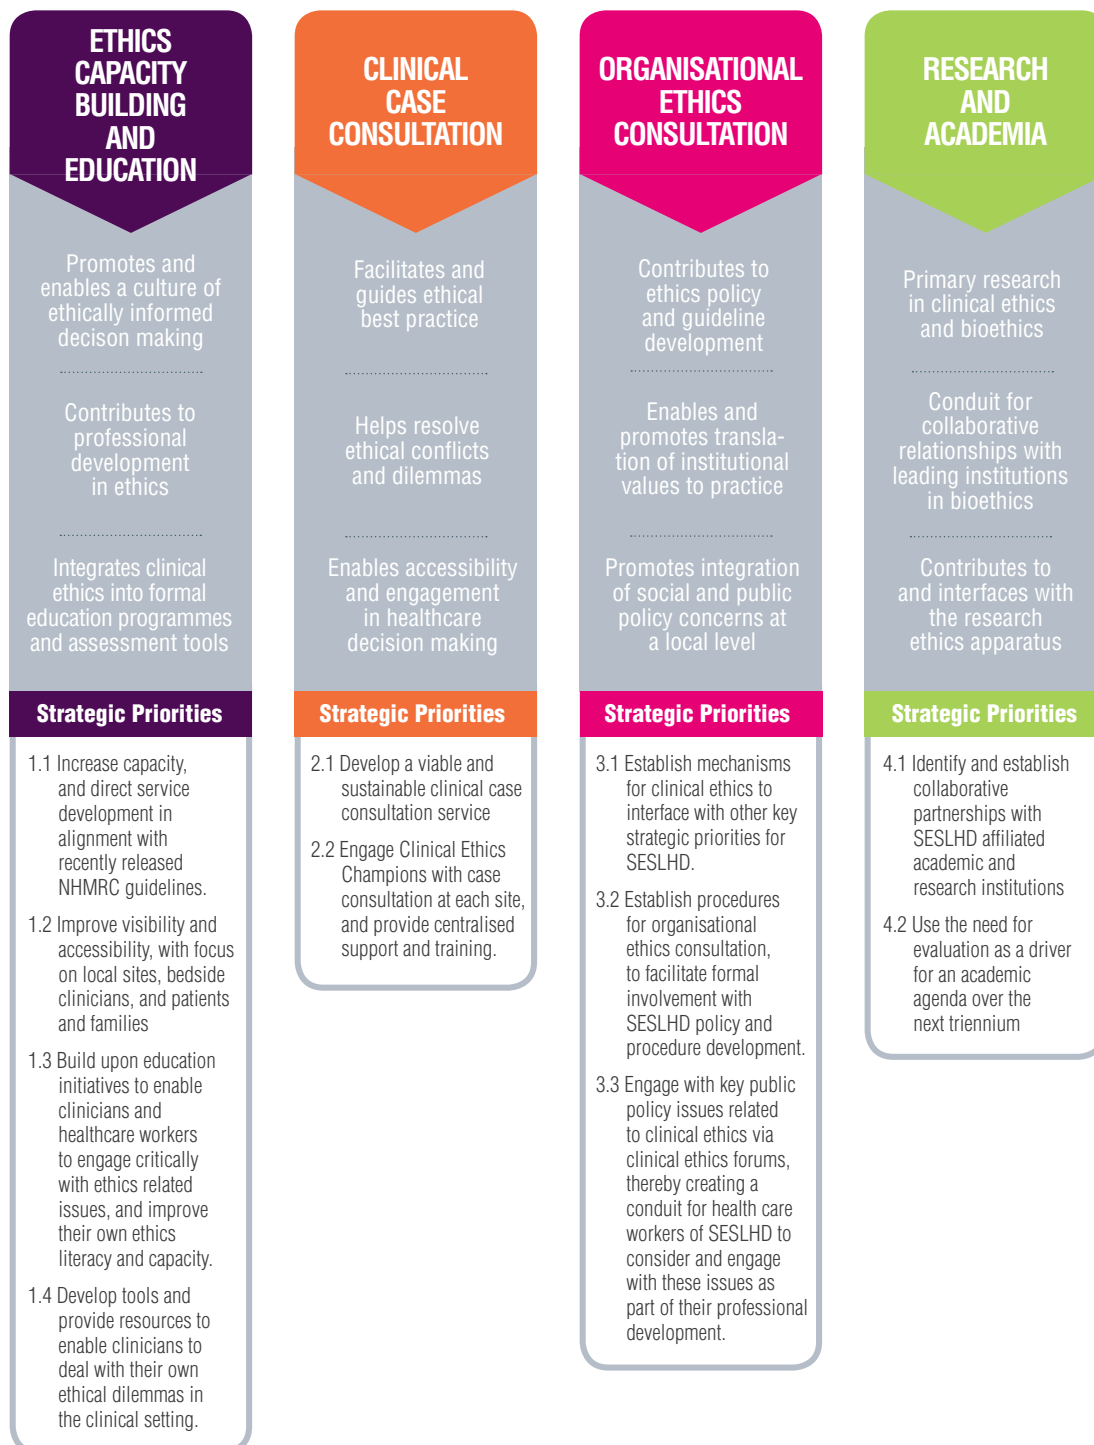 ETHICS
CAPACITY
BUILDING
AND
EDUCATION
Promotes and
enables a culture of
ethically informed
decison making
Contributes to
professional
development
in ethics
Integrates clinical
ethics into formal
education programmes
and assessment tools
Strategic Priorities
1.1 Increase capacity,
and direct service
development in
alignment with
recently released
NHMRC guidelines.
1.2 Improve visibility and
accessibility, with focus
on local sites, bedside
clinicians, and patients
and families
1.3 Build upon education
initiatives to enable
clinicians and
healthcare workers
to engage critically
with ethics related
issues, and improve
their own ethics
literacy and capacity.
1.4 Develop tools and
provide resources to
enable clinicians to
deal with their own
ethical dilemmas in
the clinical setting.
CLINICAL
CASE
CONSULTATION
Facilitates and
guides ethical
best practice
Helps resolve
ethical conflicts
and dilemmas
Enables accessibility
and engagement
in healthcare
decision making
Strategic Priorities
2.1 Develop a viable and
sustainable clinical case
consultation service
2.2 Engage Clinical Ethics
Champions with case
consultation at each site,
and provide centralised
support and training.
ORGANISATIONAL
ETHICS
CONSULTATION
Contributes to
ethics policy
and guideline
development
Enables and
promotes transla-
tion of institutional
values to practice
Promotes integration
of social and public
policy concerns at
a local level
Strategic Priorities
3.1 Establish mechanisms
for clinical ethics to
interface with other key
strategic priorities for
SESLHD.
3.2 Establish procedures
for organisational
ethics consultation,
to facilitate formal
involvement with
SESLHD policy and
procedure development.
3.3 Engage with key public
policy issues related
to clinical ethics via
clinical ethics forums,
thereby creating a
conduit for health care
workers of SESLHD to
consider and engage
with these issues as
part of their professional
development.
RESEARCH
AND
ACADEMIA
Primary research
in clinical ethics
and bioethics
Conduit for
collaborative
relationships with
leading institutions
in bioethics
Contributes to
and interfaces with
the research
ethics apparatus
Strategic Priorities
4.1 Identify and establish
collaborative
partnerships with
SESLHD affiliated
academic and
research institutions
4.2 Use the need for
evaluation as a driver
for an academic
agenda over the
next triennium